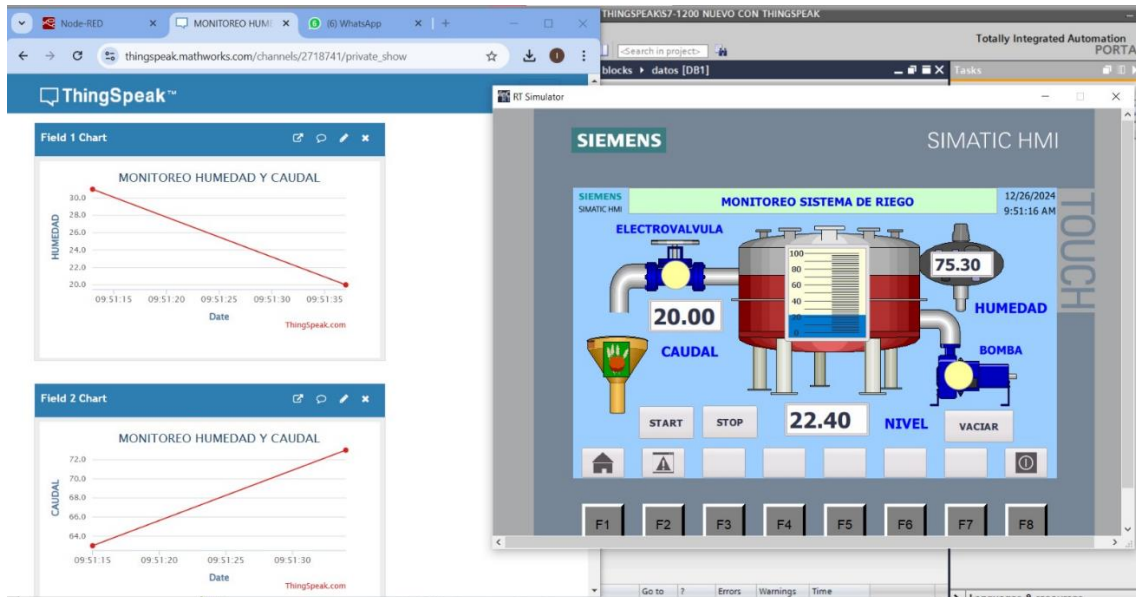 Node-RED
MONITOREO HUME
(6) WhatsApp
thingspeak.mathworks.com/channels/2718741/private_show
ThingSpeak™
Field 1 Chart
MONITOREO HUMEDAD Y CAUDAL
HUMEDAD
30.0
28.0
26.0
24.0
22.0
20.0
09:51:15 09:51:20 09:51:25 09:51:30 09:51:35
Date
ThingSpeak.com
Field 2 Chart
MONITOREO HUMEDAD Y CAUDAL
CAUDAL
72.0
70.0
68.0
66.0
64.0
09:51:15 09:51:20 09:51:25 09:51:30
Date
ThingSpeak.com
THINGSPEAK\S7-1200 NUEVO CON THINGSPEAK
Totally Integrated Automation
PORTA
<Search in project>
blocks datos [DB1]
Tasks
RT Simulator
SIEMENS
SIMATIC HMI
TOUCH
SIEMENS
SIMATIC HMI
MONITOREO SISTEMA DE RIEGO
12/26/2024
9:51:16 AM
ELECTROVALVULA
100
80
60
40
20
0
75.30
HUMEDAD
20.00
CAUDAL
BOMBA
START
STOP
22.40
NIVEL
VACIAR
F1 F2 F3 F4 F5 F6 F7 F8
Go to ? Errors Warnings Time